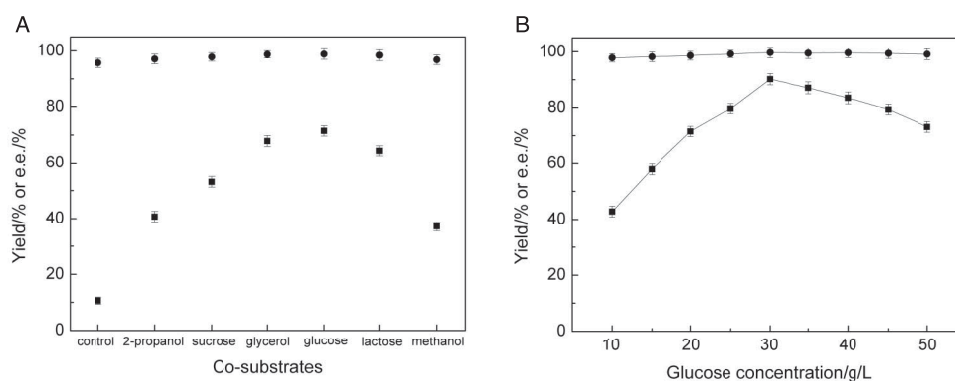 A
100
80
60
40
20
0
Yield/% or e.e./%
control 2-propanol sucrose glycerol glucose lactose methanol
Co-substrates
B
100
80
60
40
20
0
Yield/% or e.e./%
10 20 30 40 50
Glucose concentration/g/L